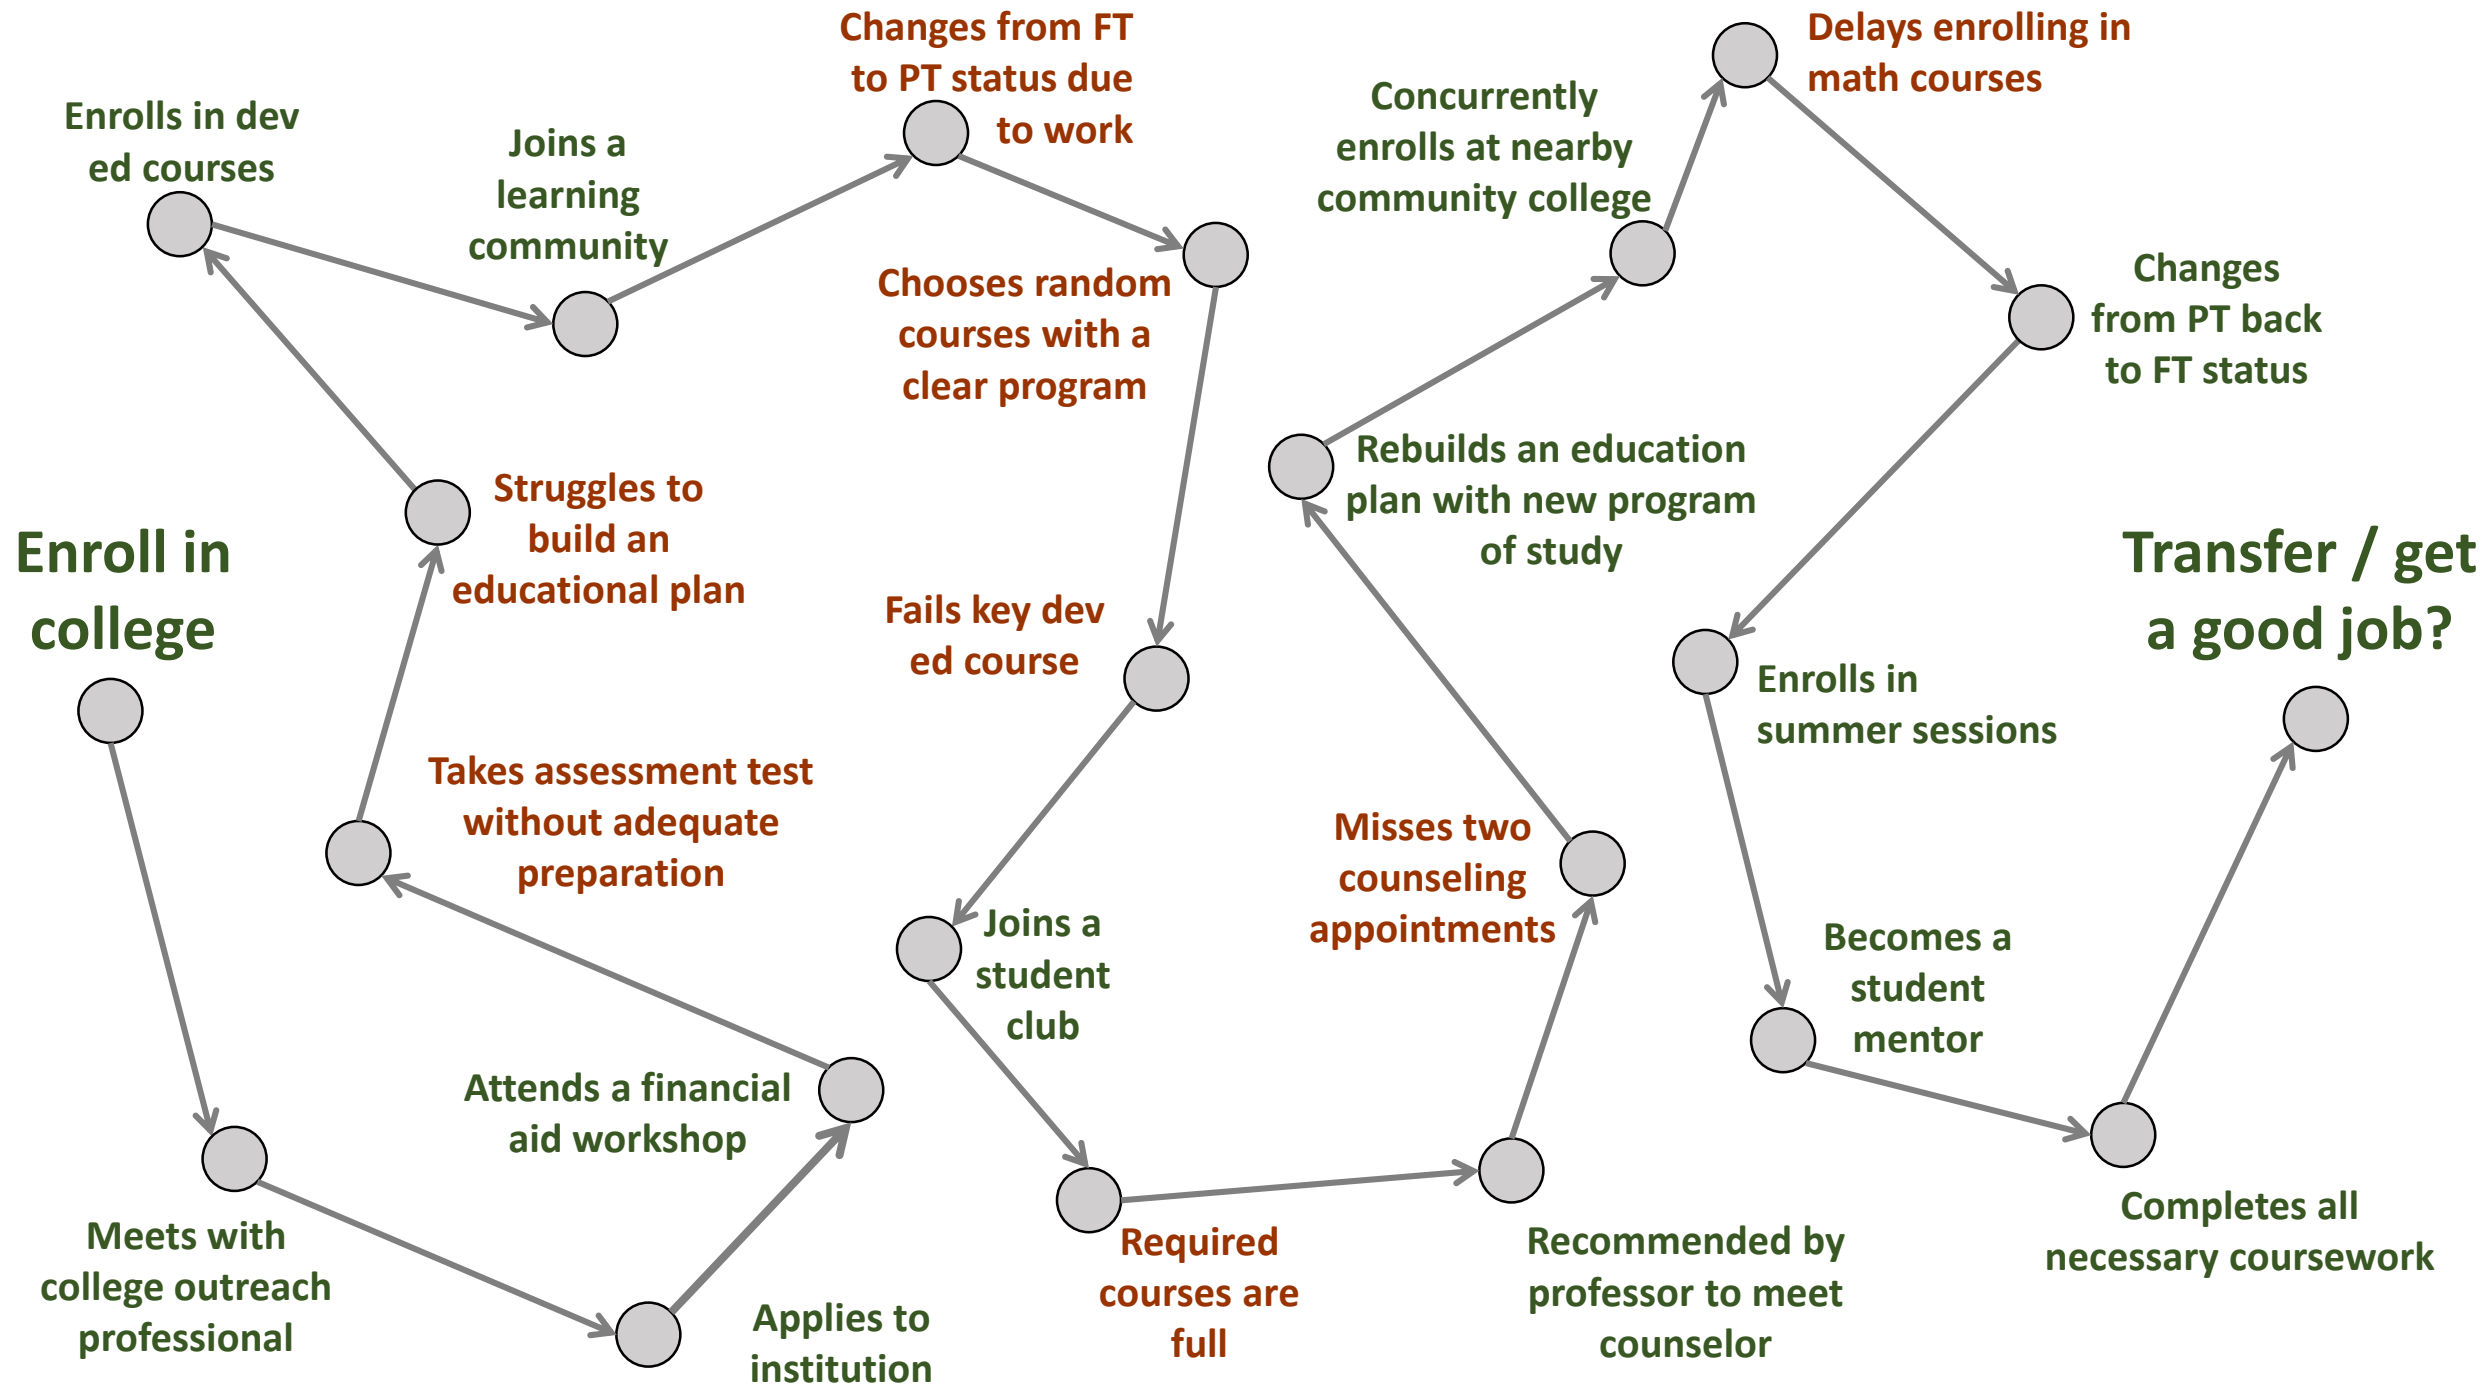 Enroll in
college
Meets with
college outreach
professional
Applies to
institution
Attends a financial
aid workshop
Takes assessment test
without adequate
preparation
Struggles to
build an
educational plan
Enrolls in dev
ed courses
Joins a
learning
community
Changes from FT
to PT status due
to work
Chooses random
courses with a
clear program
Fails key dev
ed course
Joins a
student
club
Required
courses are
full
Recommended by
professor to meet
counselor
Misses two
counseling
appointments
Rebuilds an education
plan with new program
of study
Concurrently
enrolls at nearby
community college
Delays enrolling in
math courses
Changes
from PT back
to FT status
Enrolls in
summer sessions
Becomes a
student
mentor
Completes all
necessary coursework
Transfer / get
a good job?